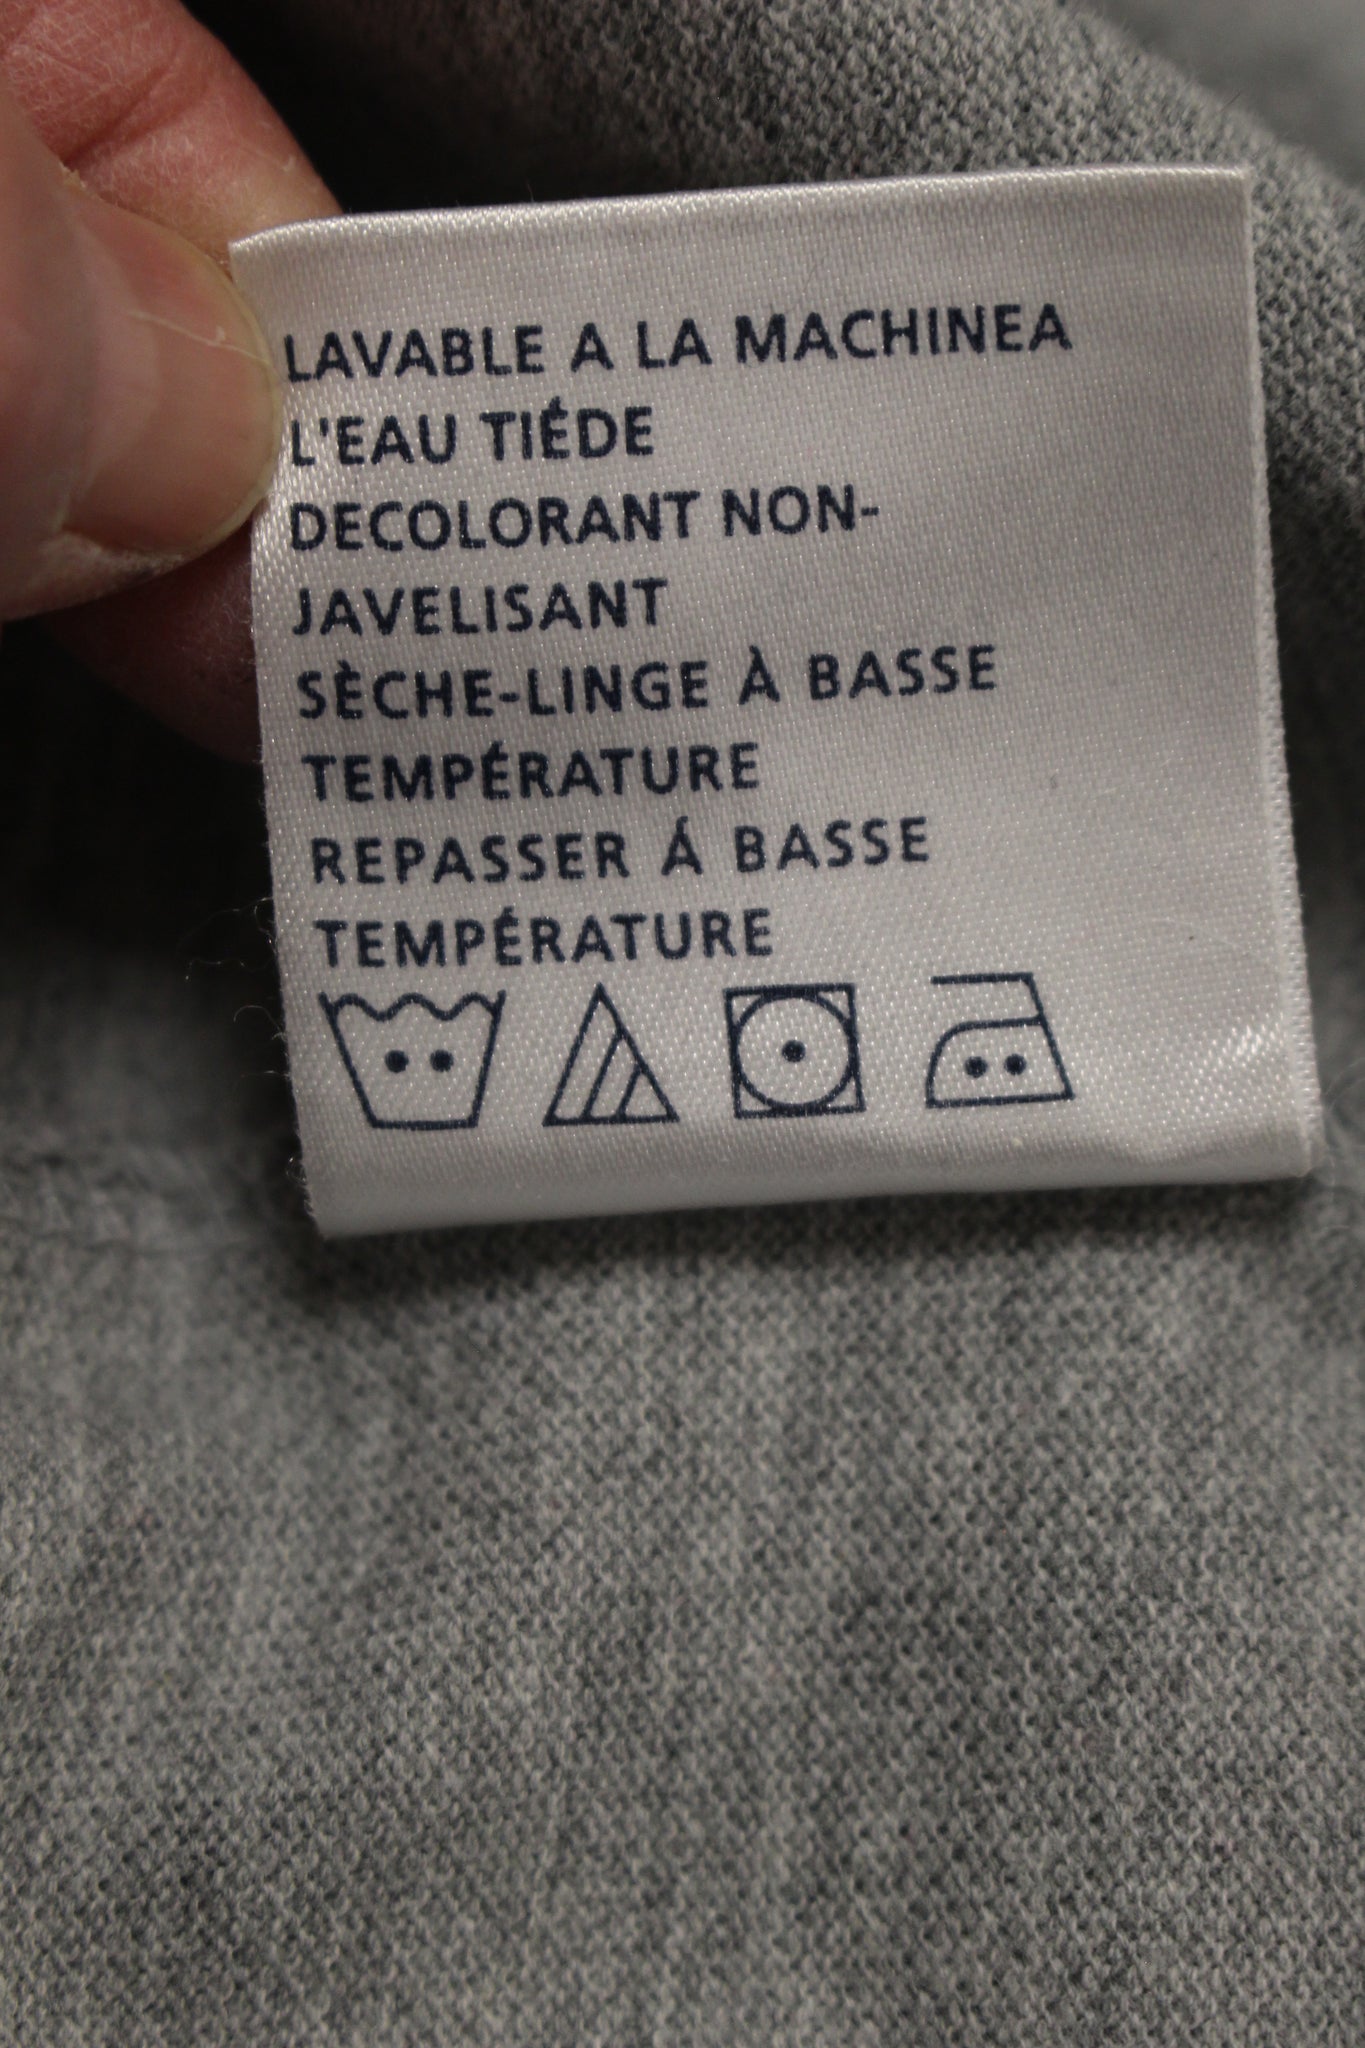 LAVABLE A LA MACHINEA
L'EAU TIÉDE
DECOLORANT NON-
JAVELISANT
SÈCHE-LINGE À BASSE
TEMPÉRATURE
REPASSER Á BASSE
TEMPÉRATURE